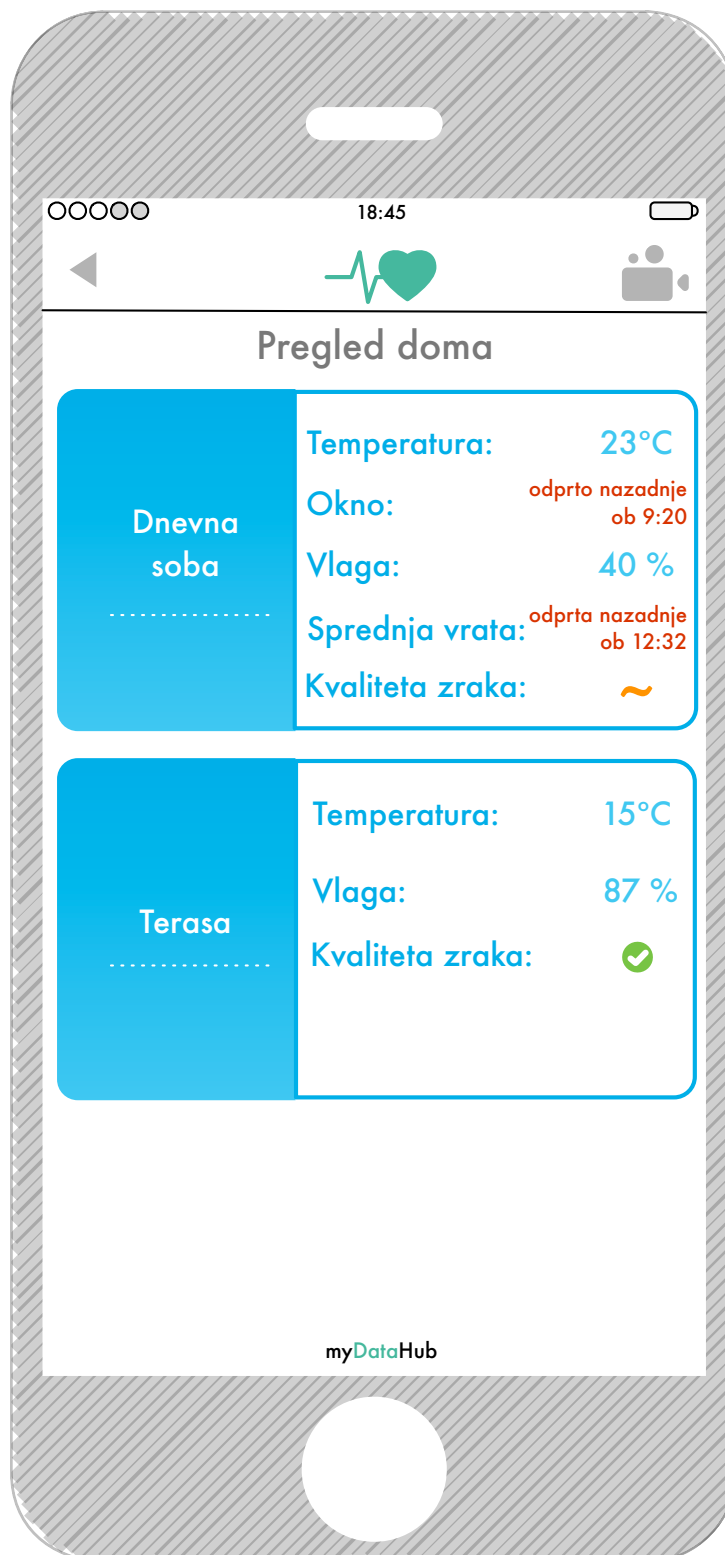 18:45
Pregled doma
Dnevna
soba
Temperatura: 23°C
Okno: odprto nazadnje
ob 9:20
Vlaga: 40 %
Sprednja vrata: odprta nazadnje
ob 12:32
Kvaliteta zraka: ~
Terasa
Temperatura: 15°C
Vlaga: 87 %
Kvaliteta zraka:
myDataHub